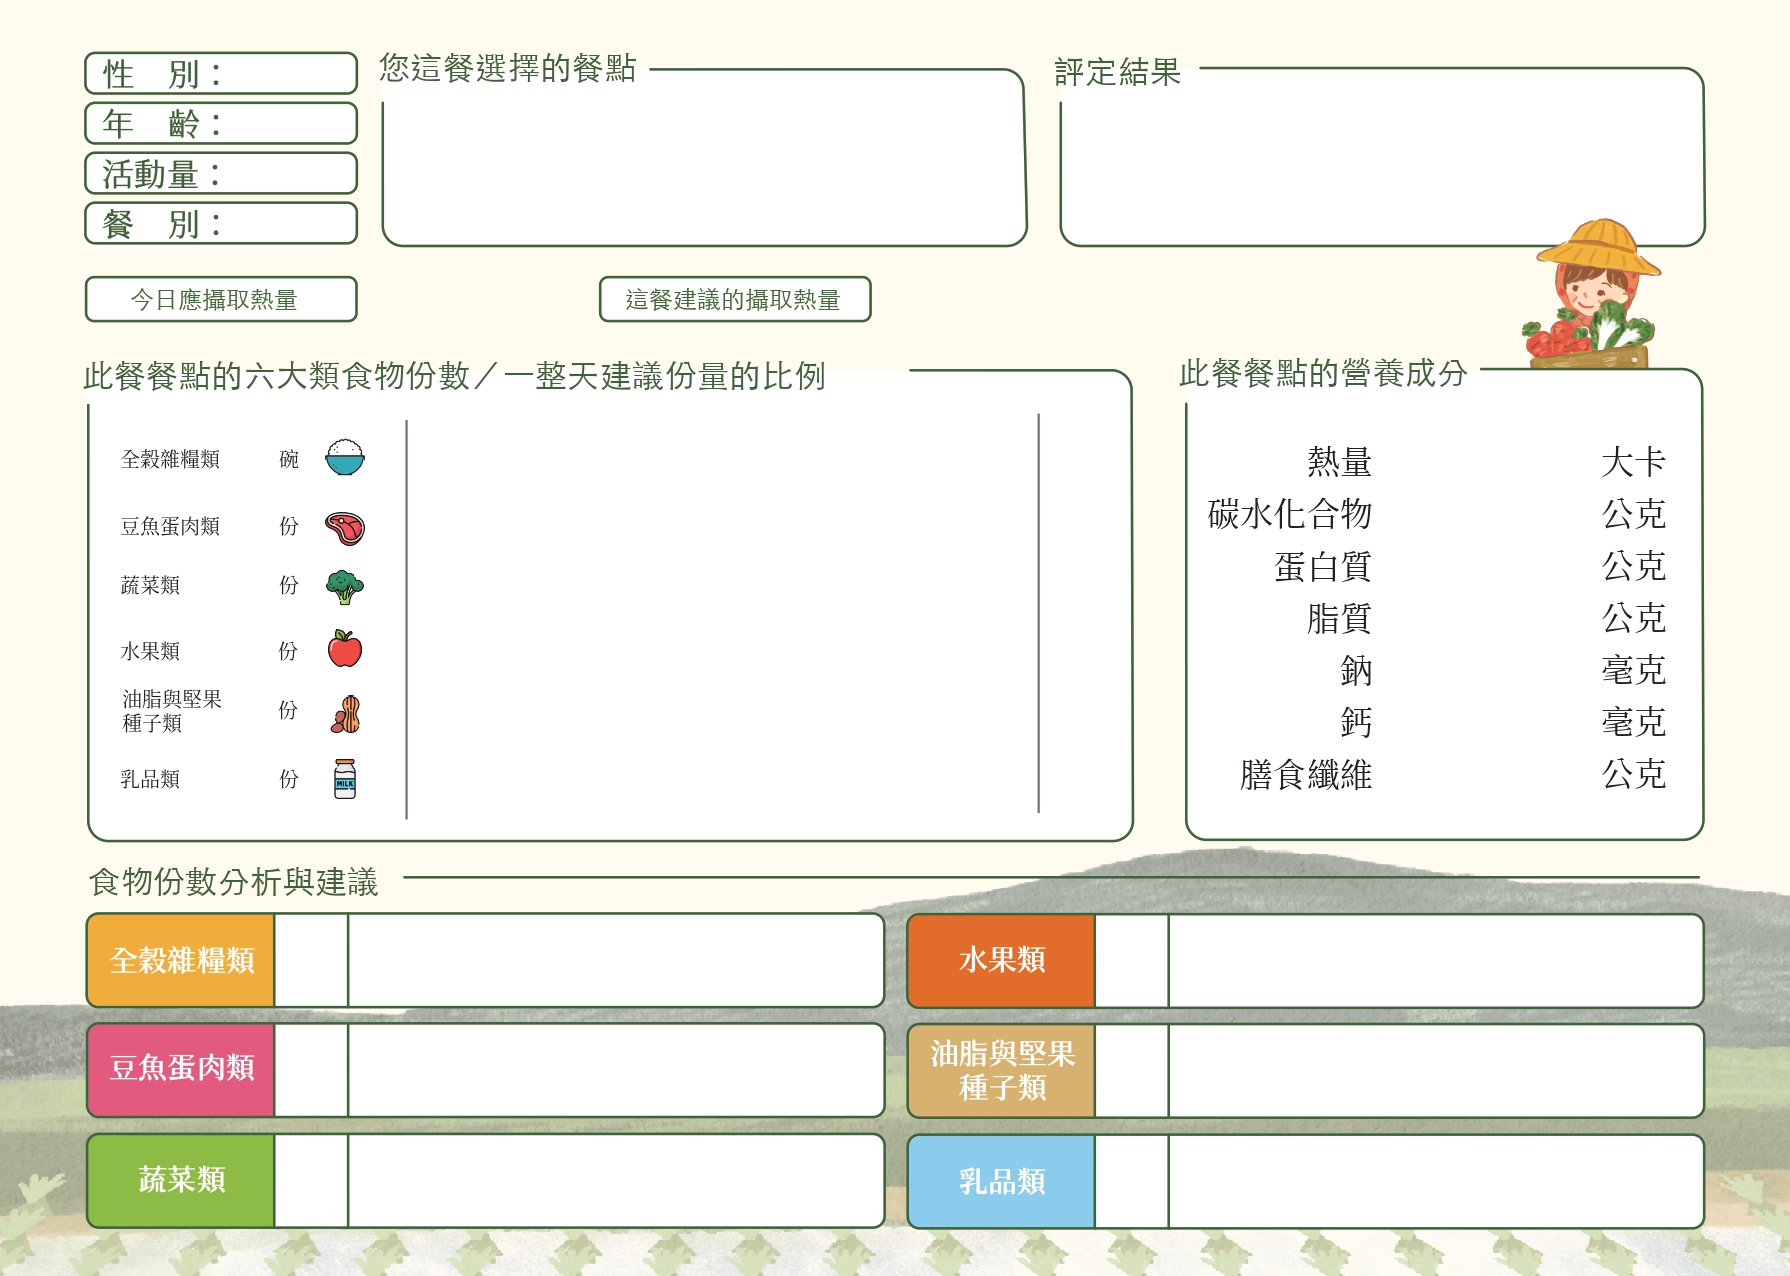 性　別：
年　齡：
活動量：
餐　別：
您這餐選擇的餐點
評定結果
今日應攝取熱量
這餐建議的攝取熱量
此餐餐點的六大類食物份數／一整天建議份量的比例
全穀雜糧類 碗
豆魚蛋肉類 份
蔬菜類 份
水果類 份
油脂與堅果
種子類 份
乳品類 份
MILK
此餐餐點的營養成分
熱量 大卡
碳水化合物 公克
蛋白質 公克
脂質 公克
鈉 毫克
鈣 毫克
膳食纖維 公克
食物份數分析與建議
全穀雜糧類
豆魚蛋肉類
蔬菜類
水果類
油脂與堅果
種子類
乳品類